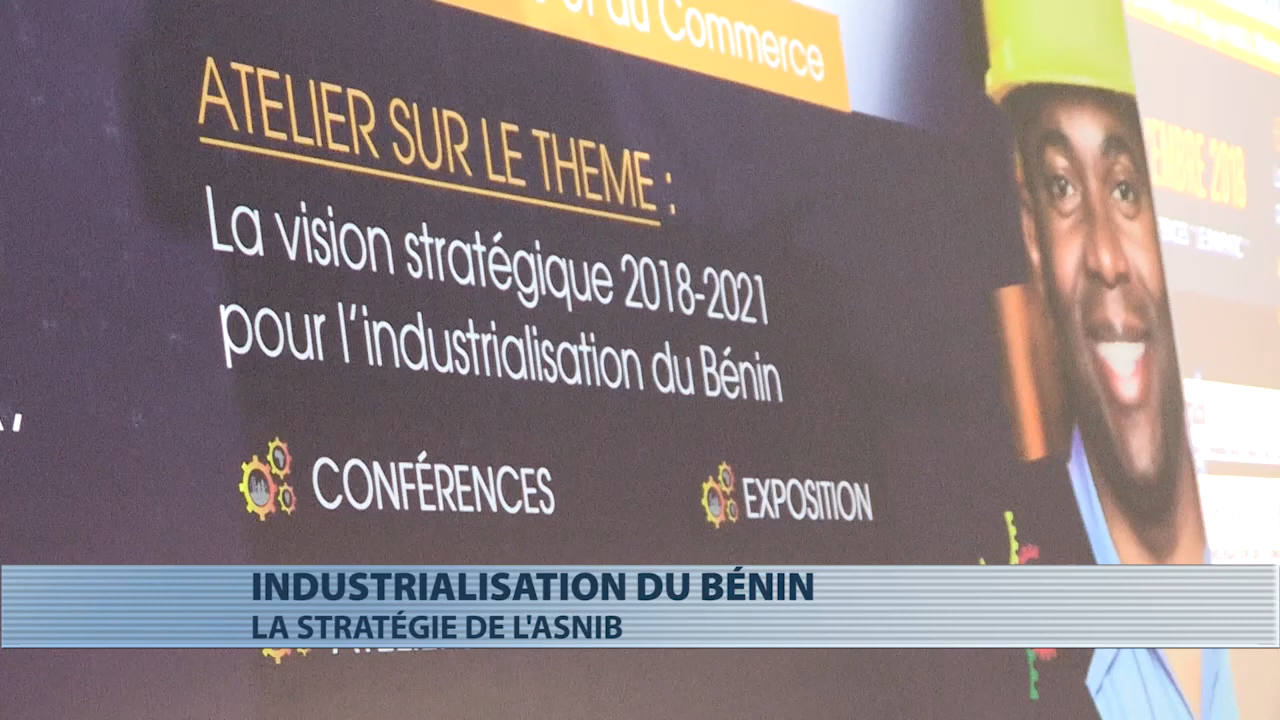 du Commerce
ATELIER SUR LE THEME :
La vision stratégique 2018-2021
pour l'industrialisation du Bénin
CONFÉRENCES
EXPOSITION
2018
INDUSTRIALISATION DU BÉNIN
LA STRATÉGIE DE L'ASNIB